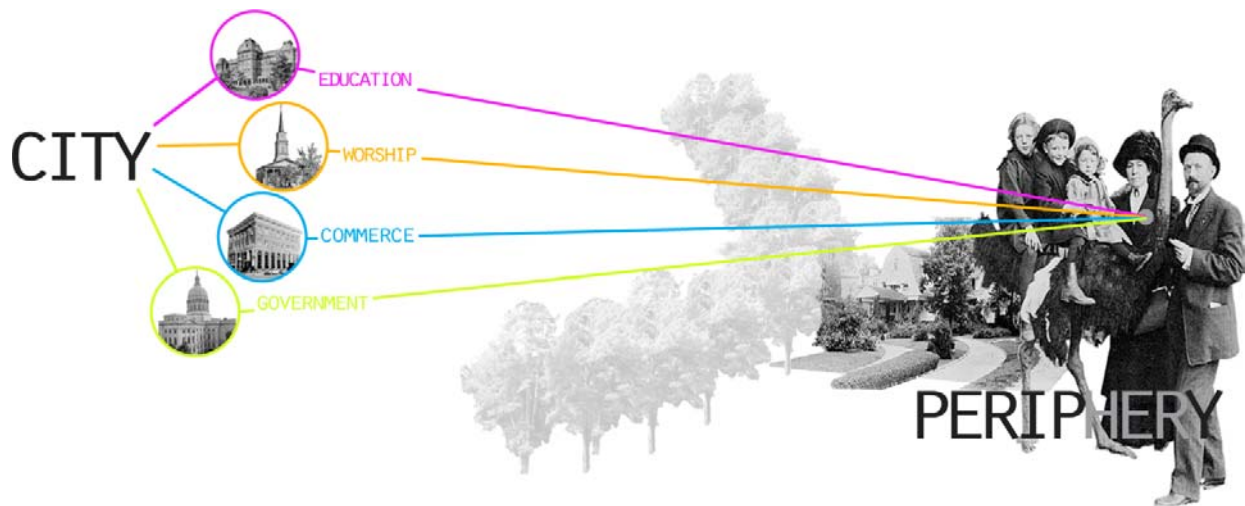 EDUCATION
CITY
WORSHIP
COMMERCE
GOVERNMENT
PERIPHERY